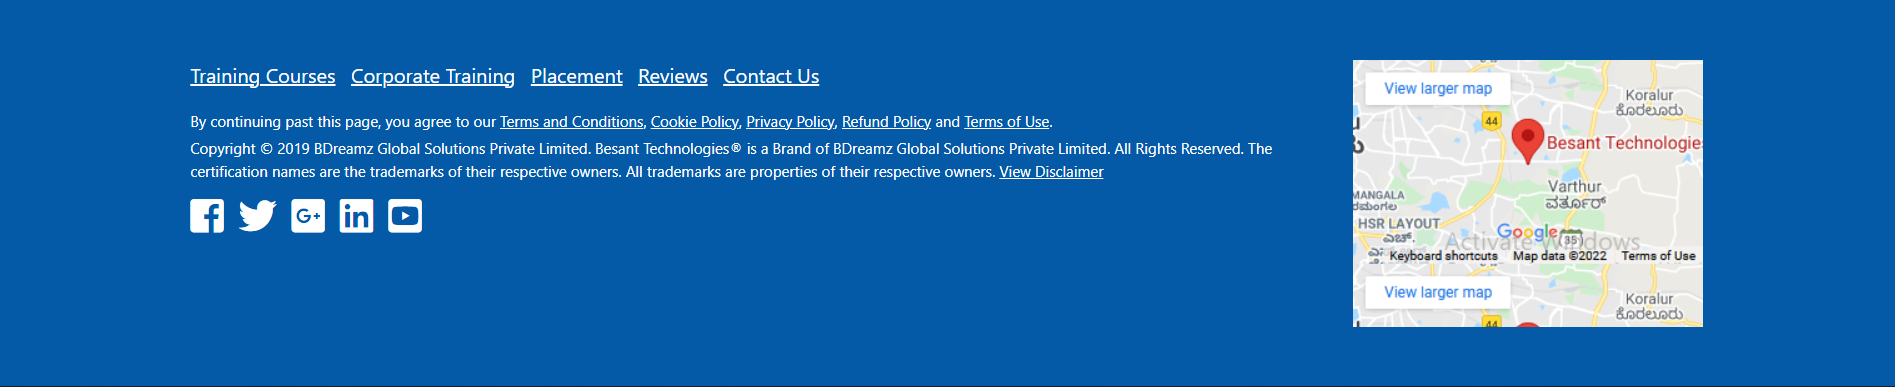 Training Courses Corporate Training Placement Reviews Contact Us
By continuing past this page, you agree to our Terms and Conditions, Cookie Policy, Privacy Policy, Refund Policy and Terms of Use.
Copyright © 2019 BDreamz Global Solutions Private Limited. Besant Technologies® is a Brand of BDreamz Global Solutions Private Limited. All Rights Reserved. The
certification names are the trademarks of their respective owners. All trademarks are properties of their respective owners. View Disclaimer
G+
in
View larger map
Koralur
ಕೊರಲೂರು
44
Besant Technologie
Varthur
ವರ್ತೂರ್
MANGALA
ಮಂಗಲ
HSR LAYOUT
ಎಚ್.
Google
35
Activate Windows
Keyboard shortcuts Map data ©2022 Terms of Use
View larger map
Koralur
ಕೊರಲೂರು
44